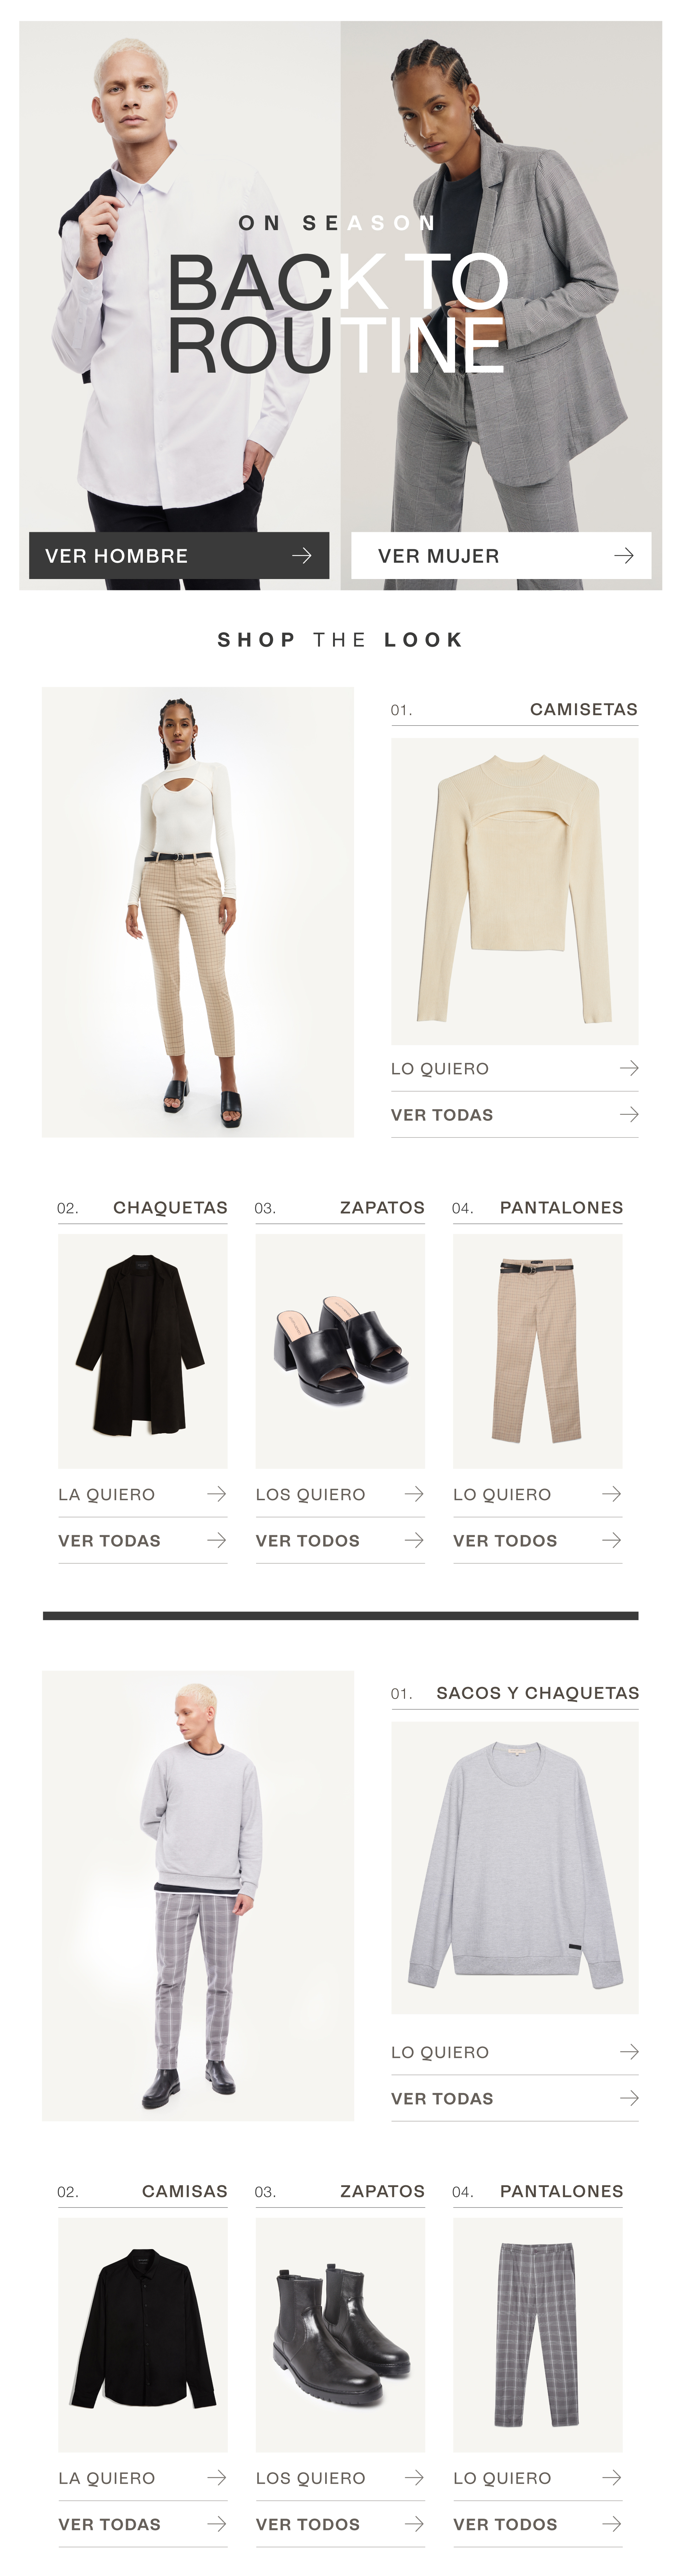 ON SEASON
BACK TO
ROUTINE
VER HOMBRE
VER MUJER
SHOP THE LOOK
01. CAMISETAS
LO QUIERO
VER TODAS
02. CHAQUETAS
03. ZAPATOS
04. PANTALONES
LA QUIERO
LOS QUIERO
LO QUIERO
VER TODAS
VER TODOS
VER TODOS
01. SACOS Y CHAQUETAS
LO QUIERO
VER TODAS
02. CAMISAS
03. ZAPATOS
04. PANTALONES
LA QUIERO
LOS QUIERO
LO QUIERO
VER TODAS
VER TODOS
VER TODOS